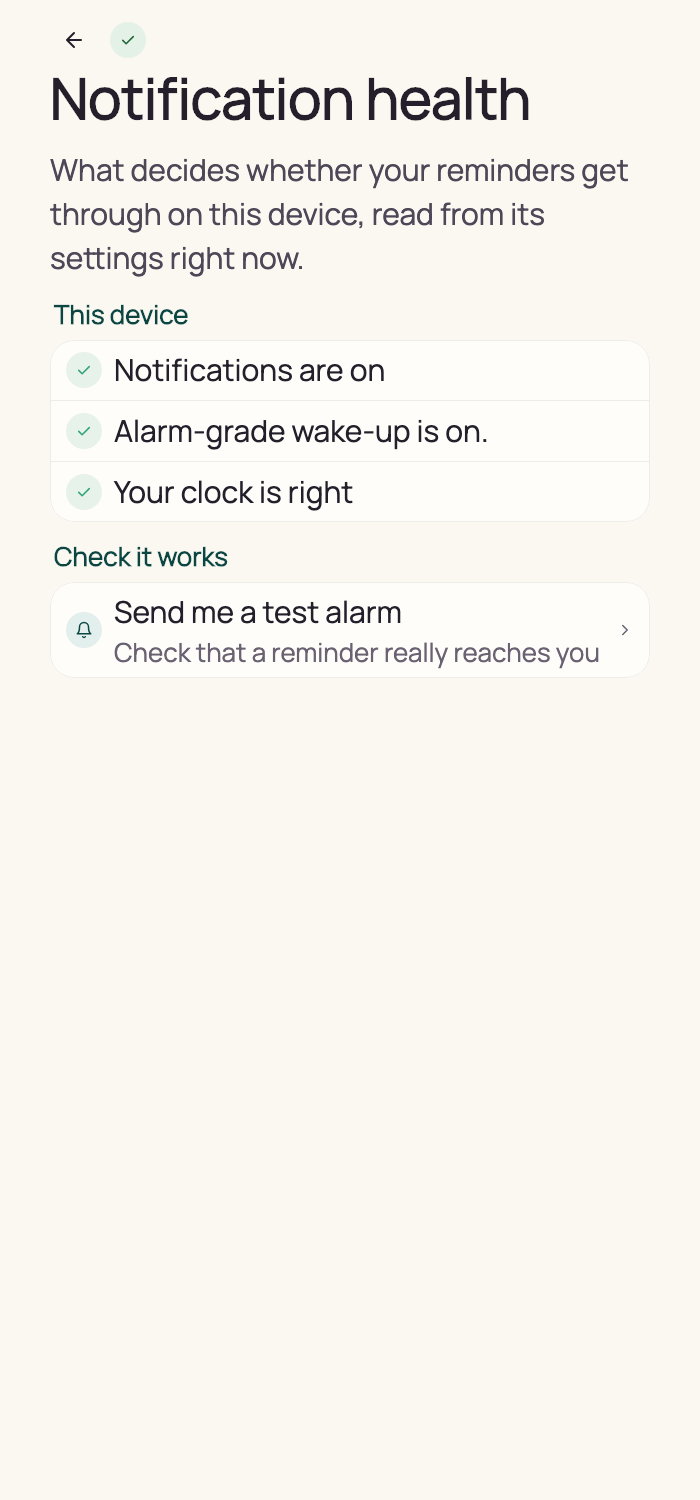 Notification health
What decides whether your reminders get
through on this device, read from its
settings right now.
This device
Notifications are on
Alarm-grade wake-up is on.
Your clock is right
Check it works
Send me a test alarm
Check that a reminder really reaches you